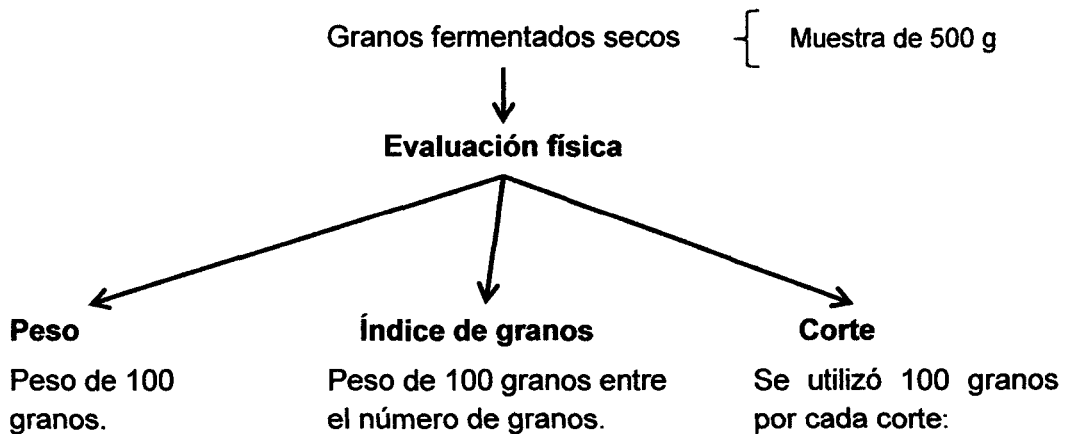 Granos fermentados secos
Muestra de 500 g
Evaluación física
Peso
Peso de 100
granos.
Índice de granos
Peso de 100 granos entre
el número de granos.
Corte
Se utilizó 100 granos
por cada corte: